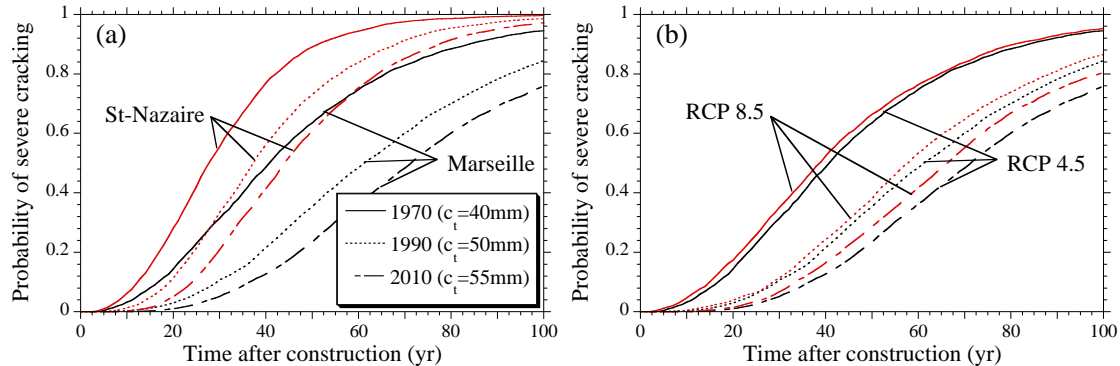 (a)
Probability of severe cracking
1
0.8
0.6
0.4
0.2
0
St-Nazaire
Marseille
1970 (c_t=40mm)
1990 (c_t=50mm)
2010 (c_t=55mm)
0 20 40 60 80 100
Time after construction (yr)
(b)
Probability of severe cracking
1
0.8
0.6
0.4
0.2
0
RCP 8.5
RCP 4.5
0 20 40 60 80 100
Time after construction (yr)